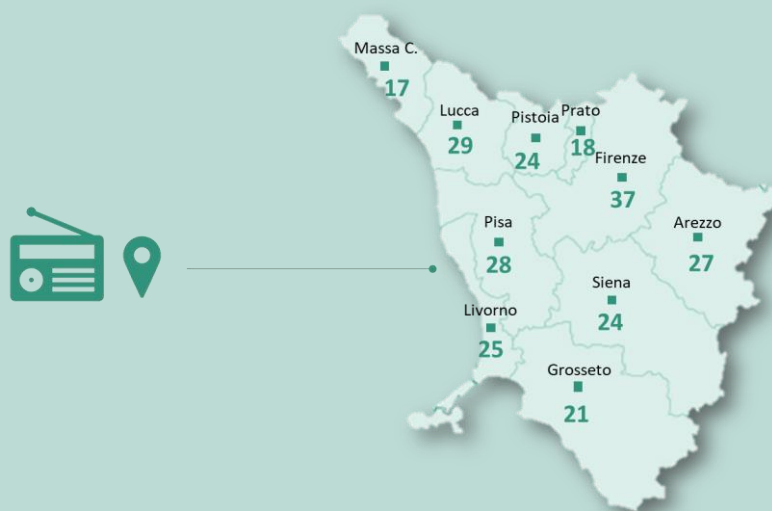 Massa C.
17
Lucca
29
Pistoia
24
Prato
18
Firenze
37
Pisa
28
Arezzo
27
Siena
24
Livorno
25
Grosseto
21